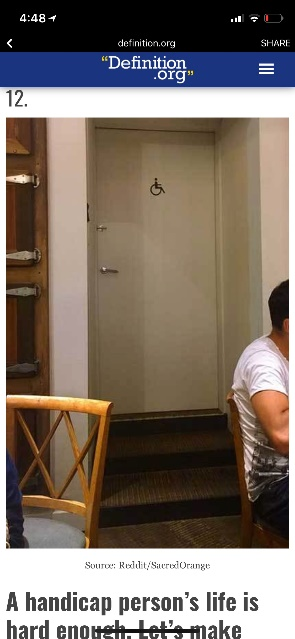 4:48
definition.org
SHARE
“Definition
.org”
12.
Source: Reddit/SacredOrange
A handicap person's life is
hard enough. Let's make